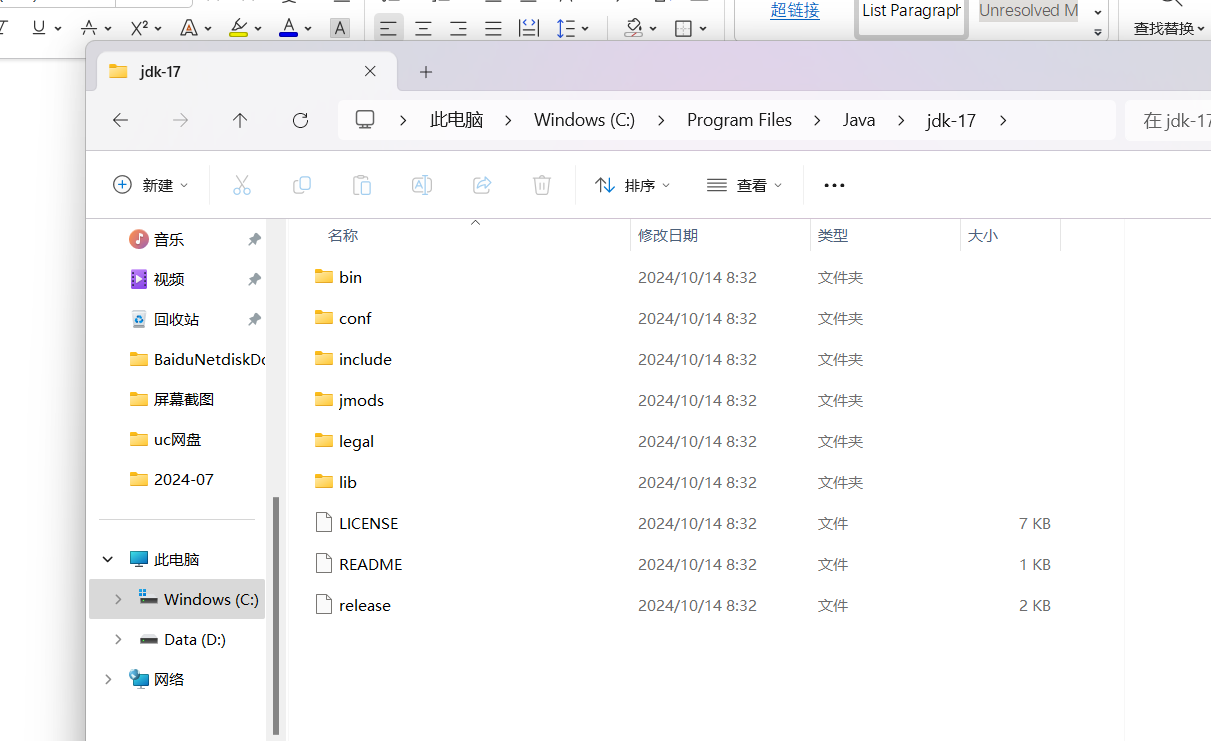 超链接
List Paragraph
Unresolved M
查找替换
jdk-17
此电脑 Windows (C:) Program Files Java jdk-17
在 jdk-17
新建 排序 查看
音乐
视频
回收站
BaiduNetdiskDo
屏幕截图
uc网盘
2024-07
此电脑
Windows (C:)
Data (D:)
网络
名称 修改日期 类型 大小
bin 2024/10/14 8:32 文件夹
conf 2024/10/14 8:32 文件夹
include 2024/10/14 8:32 文件夹
jmods 2024/10/14 8:32 文件夹
legal 2024/10/14 8:32 文件夹
lib 2024/10/14 8:32 文件夹
LICENSE 2024/10/14 8:32 文件 7 KB
README 2024/10/14 8:32 文件 1 KB
release 2024/10/14 8:32 文件 2 KB